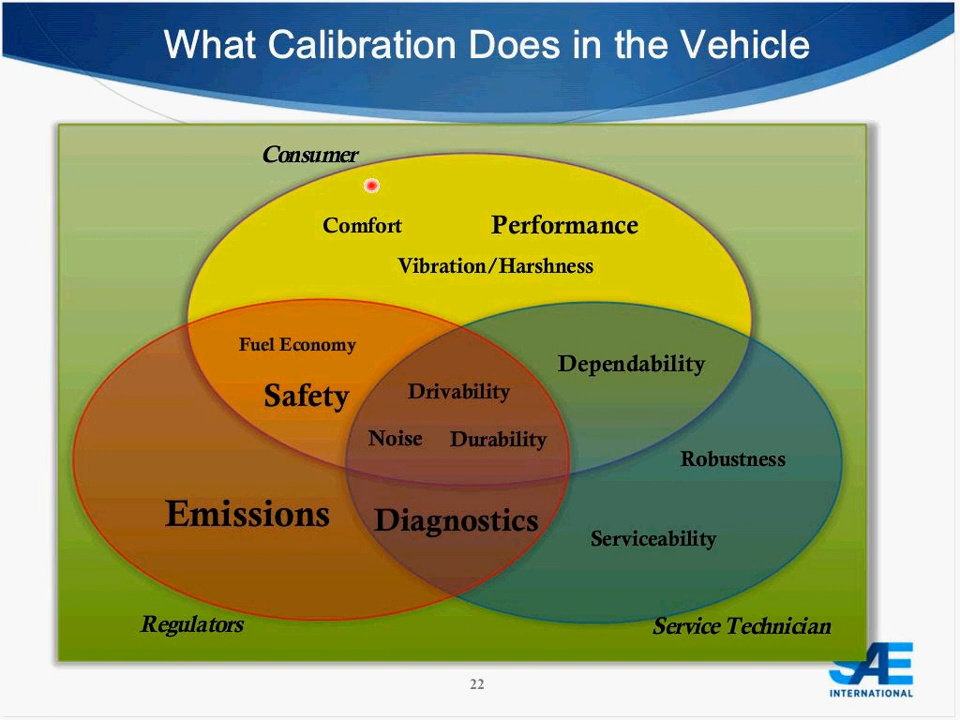 What Calibration Does in the Vehicle
Consumer
Comfort
Performance
Vibration/Harshness
Fuel Economy
Safety
Drivability
Dependability
Noise
Durability
Robustness
Emissions
Diagnostics
Serviceability
Regulators
Service Technician
SAE
INTERNATIONAL
22